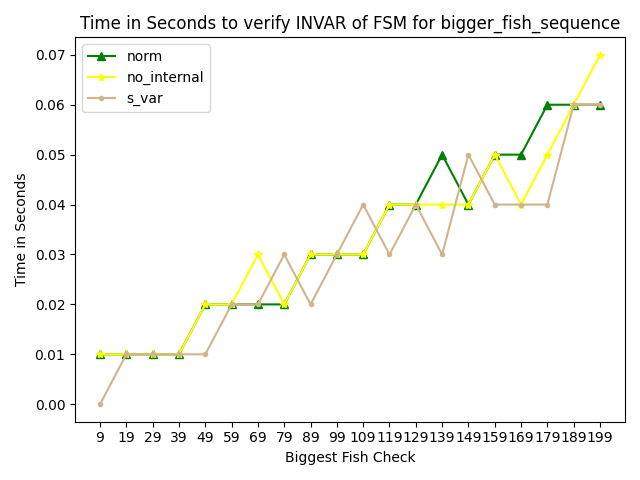 Time in Seconds to verify INVAR of FSM for bigger_fish_sequence
norm
no_internal
s_var
0.07
0.06
0.05
0.04
0.03
0.02
0.01
0.00
Time in Seconds
9 19 29 39 49 59 69 79 89 99 109 119 129 139 149 159 169 179 189 199
Biggest Fish Check